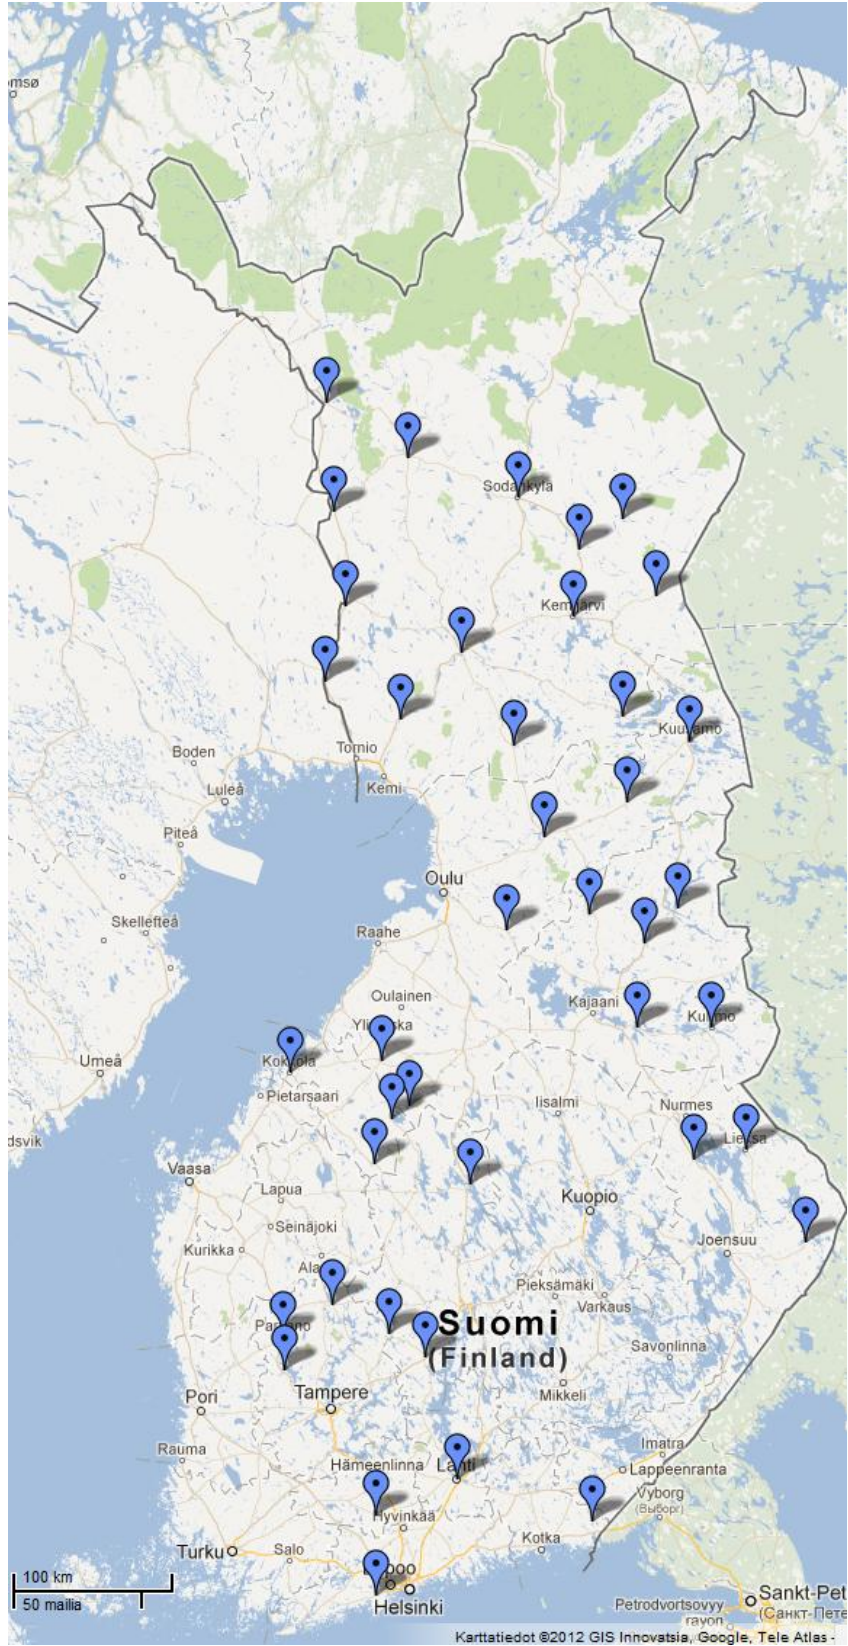 omsø
Sodankylä
Kemijärvi
Kuusamo
Boden
Tornio
Luleå
Kemi
Piteå
Oulu
Skellefteå
Raahe
Oulainen
Kajaani
Kuhmo
Ylivieska
Kokkola
Umeå
Pietarsaari
Iisalmi
Nurmes
dsvik
Lieksa
Vaasa
Lapua
Kuopio
Seinäjoki
Kurikka
Joensuu
Ala
Pieksämäki
Varkaus
Parkano
Suomi
(Finland)
Savonlinna
Tampere
Mikkeli
Pori
Imatra
Rauma
Hämeenlinna
Lahti
Lappeenranta
Vyborg
(Выборг)
Hyvinkää
Kotka
Turku
Salo
Espoo
Helsinki
100 km
50 mailia
Sankt-Pet
(Санкт-Пете
Petrodvortsovyy
rayon
Karttatiedot ©2012 GIS Innovatsia, Google, Tele Atlas -